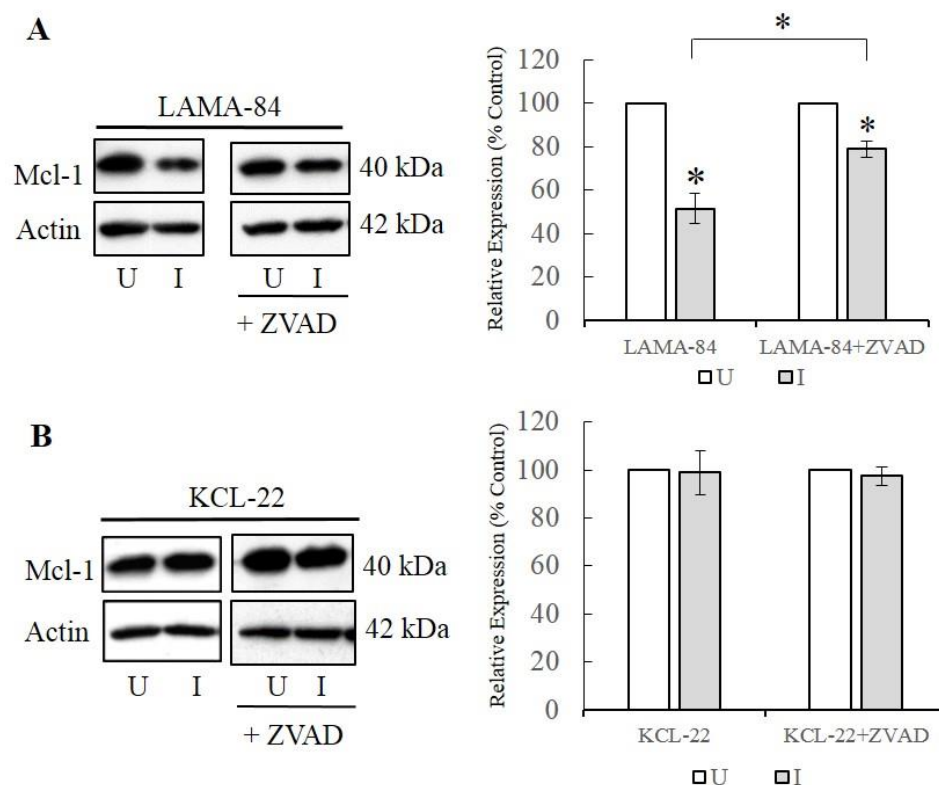 A
LAMA-84
Mcl-1
40 kDa
Actin
42 kDa
U I U I
+ ZVAD
*
Relative Expression (% Control)
120
100
80
60
40
20
0
*
*
LAMA-84 LAMA-84+ZVAD
U I
B
KCL-22
Mcl-1
40 kDa
Actin
42 kDa
U I U I
+ ZVAD
Relative Expression (% Control)
120
100
80
60
40
20
0
KCL-22 KCL-22+ZVAD
U I